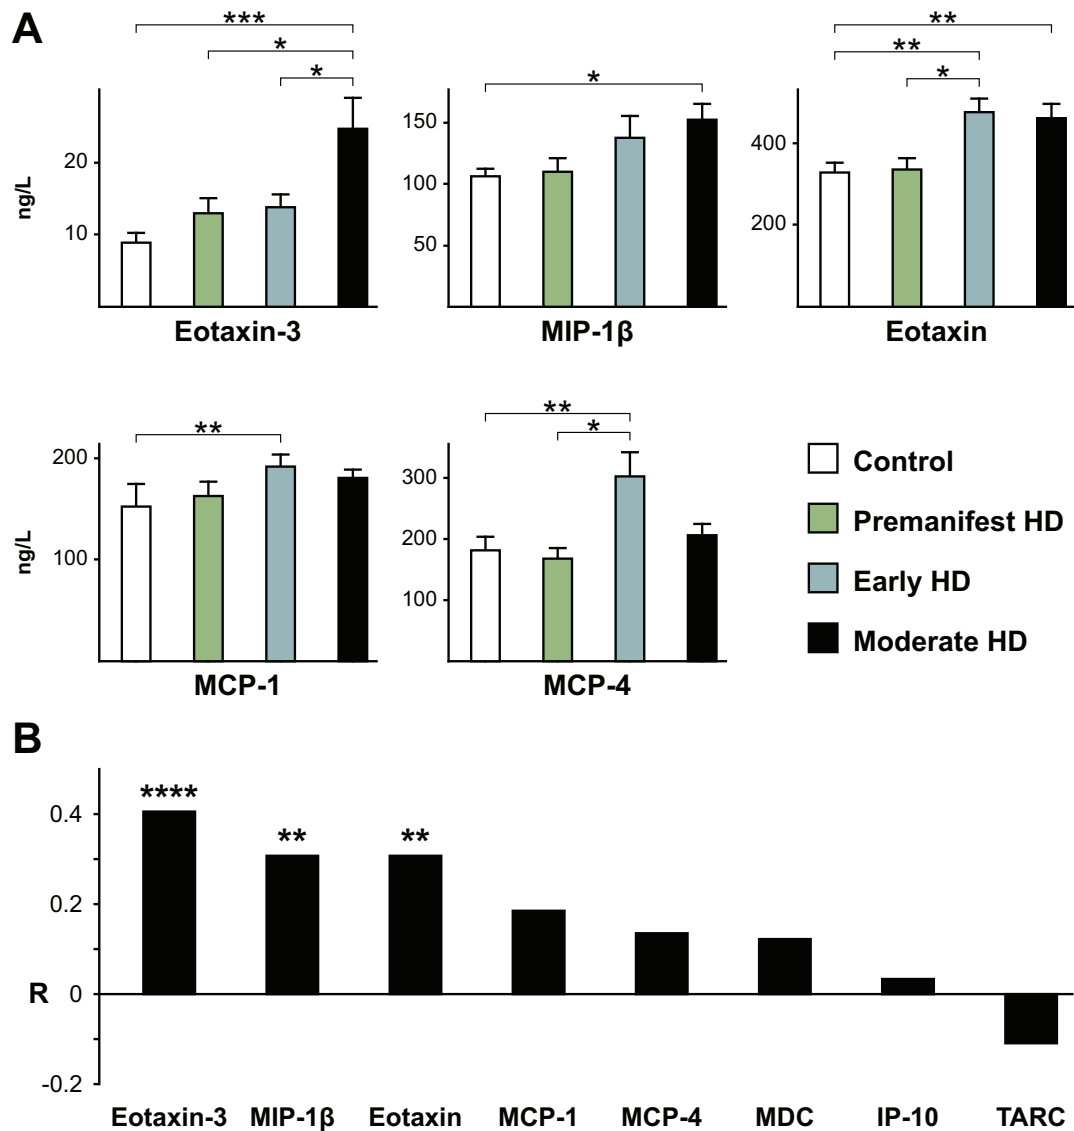 A
***
*
*
*
**
**
*
ng/L
20
10
150
100
50
400
200
Eotaxin-3
MIP-1β
Eotaxin
**
**
*
ng/L
200
100
300
200
100
MCP-1
MCP-4
Control
Premanifest HD
Early HD
Moderate HD
B
****
**
**
0.4
0.2
0
-0.2
R
Eotaxin-3 MIP-1β Eotaxin MCP-1 MCP-4 MDC IP-10 TARC